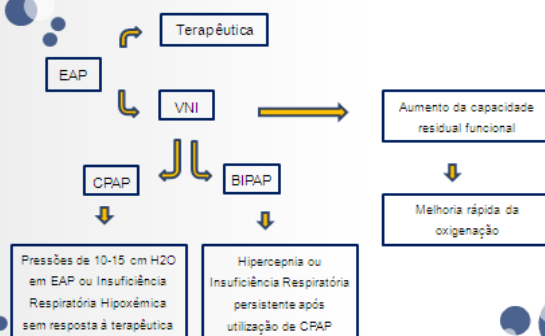 Terapêutica
EAP
VNI
Aumento da capacidade
residual funcional
CPAP
BIPAP
Melhoria rápida da
oxigenação
Pressões de 10-15 cm H2O
em EAP ou Insuficiência
Respiratória Hipoxémica
sem resposta à terapêutica
Hipercepnia ou
Insuficiência Respiratória
persistente após
utilização de CPAP